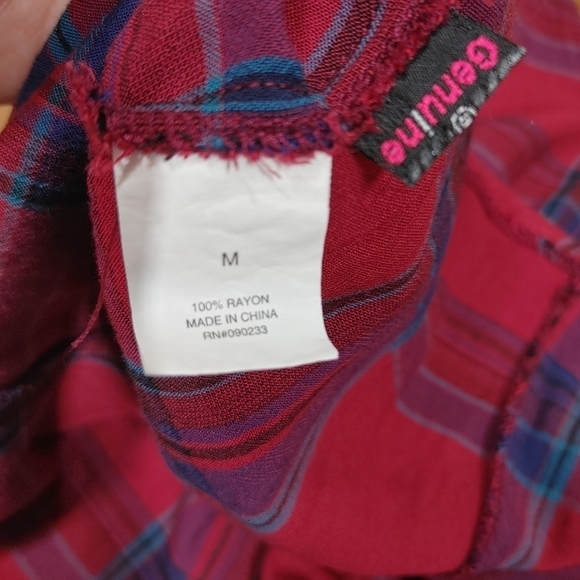 Genuine
M
100% RAYON
MADE IN CHINA
RN#090233